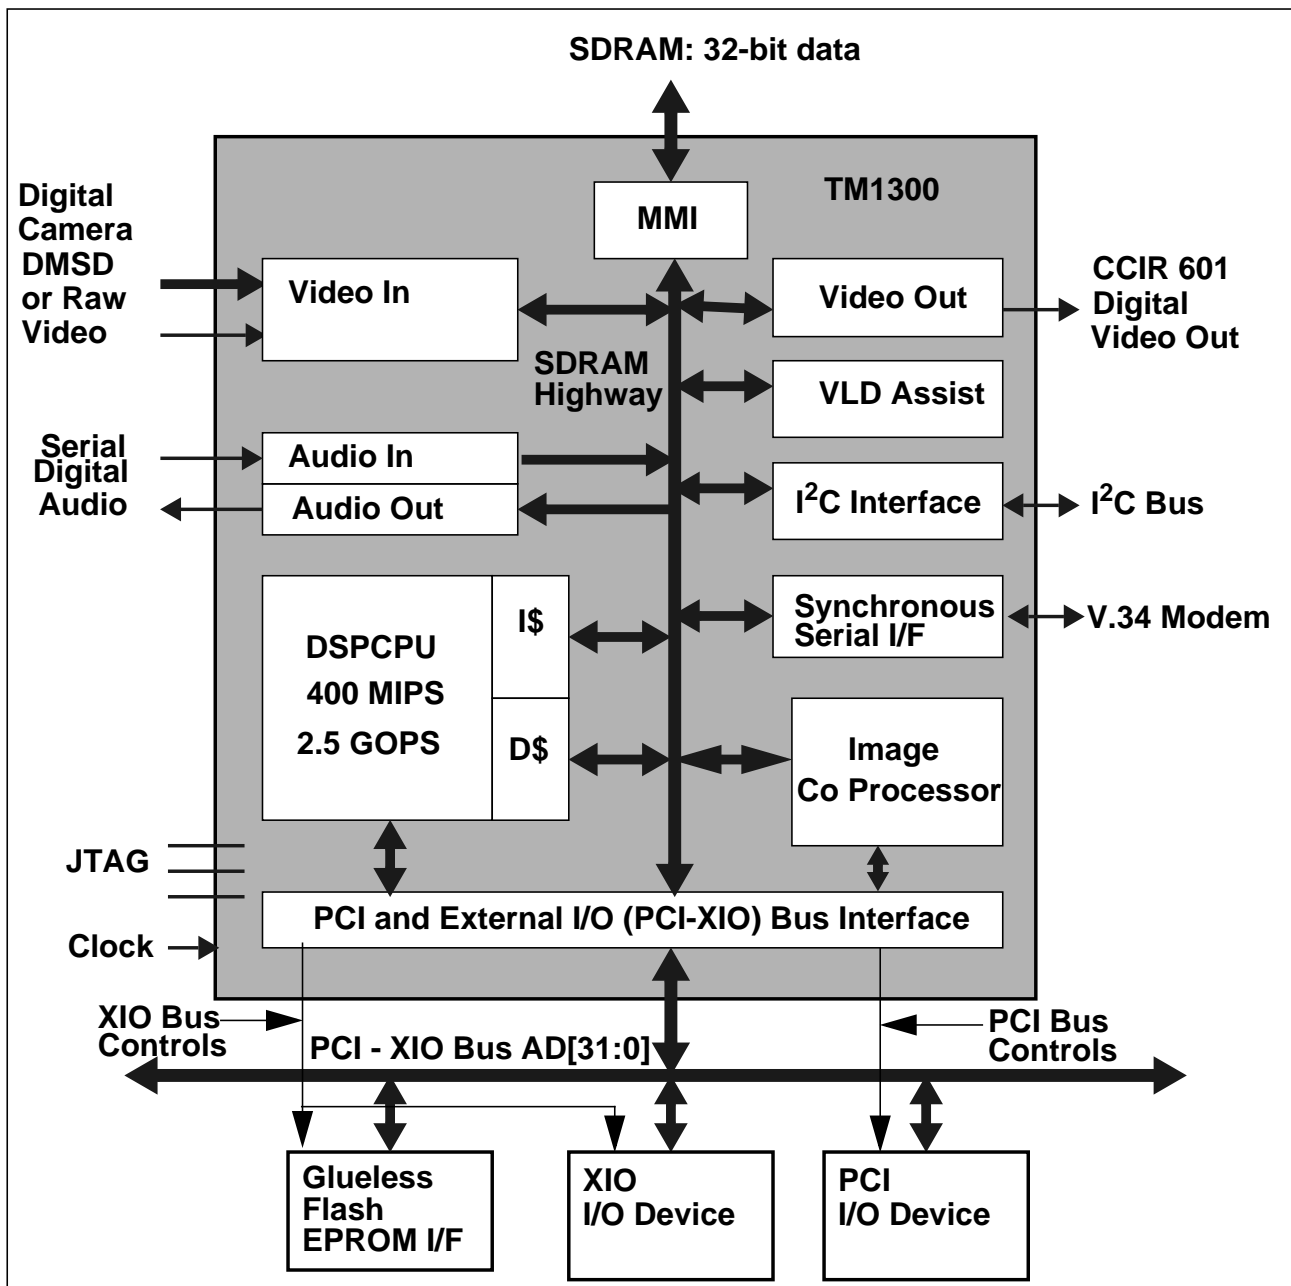 SDRAM: 32-bit data
TM1300
MMI
Digital
Camera
DMSD
or Raw
Video
Video In
Video Out
CCIR 601
Digital
Video Out
SDRAM
Highway
VLD Assist
Serial
Digital
Audio
Audio In
Audio Out
I²C Interface
I²C Bus
DSPCPU
400 MIPS
2.5 GOPS
I$
D$
Synchronous
Serial I/F
V.34 Modem
Image
Co Processor
JTAG
PCI and External I/O (PCI-XIO) Bus Interface
Clock
XIO Bus
Controls
PCI - XIO Bus AD[31:0]
PCI Bus
Controls
Glueless
Flash
EPROM I/F
XIO
I/O Device
PCI
I/O Device